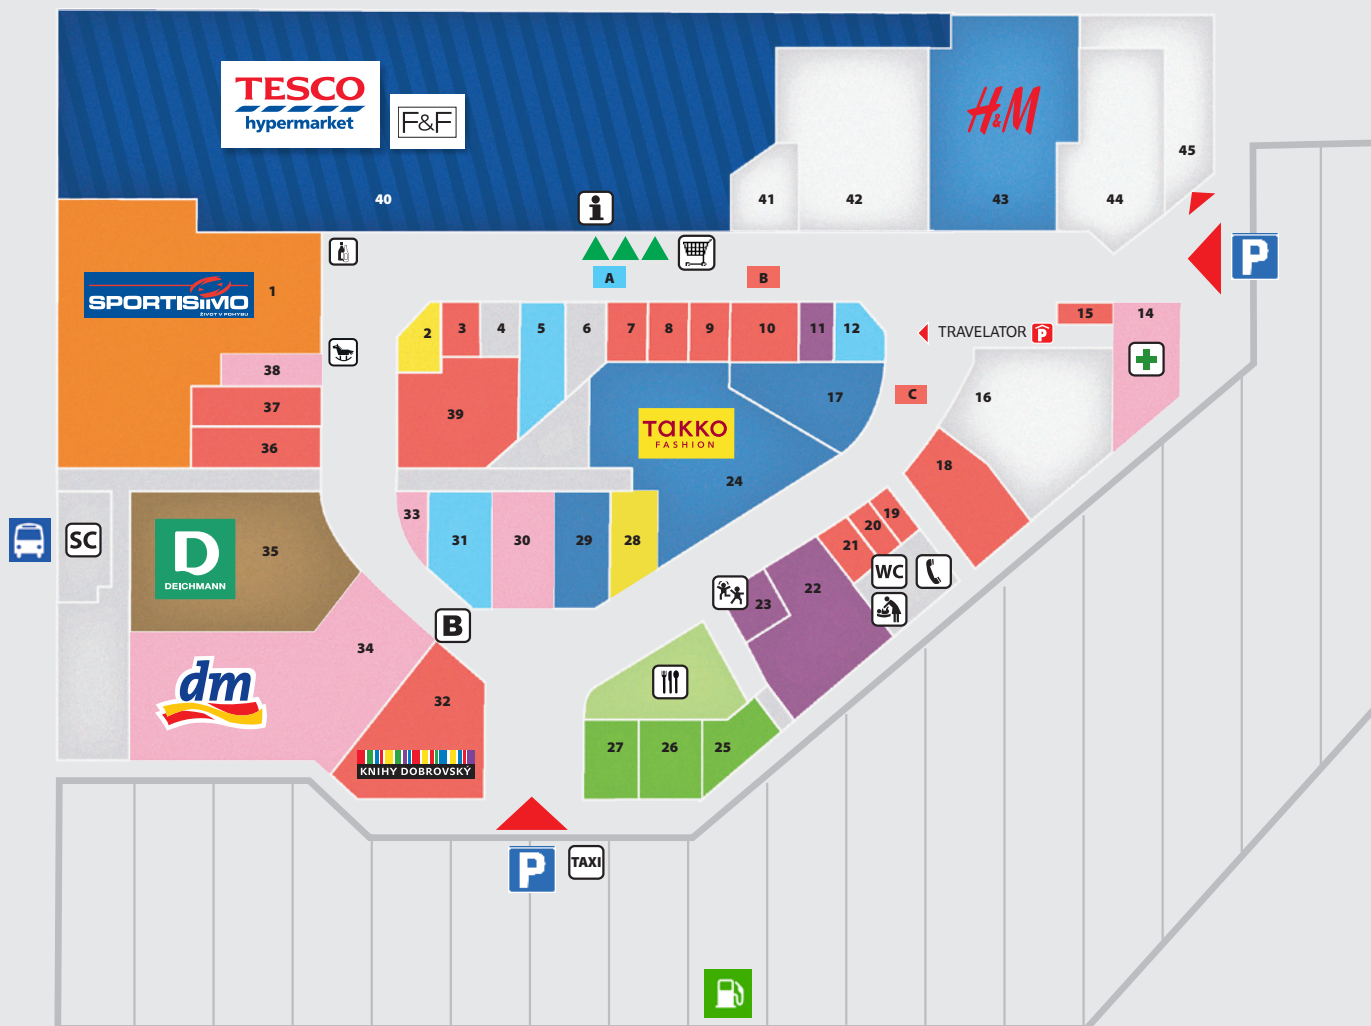 TESCO
hypermarket
F&F
H&M
45
40
i
41
42
43
44
A
B
P
SPORTISIMO
ŽIVOT V POHYBU
1
2
3
4
5
6
7
8
9
10
11
12
TRAVELATOR P
15
14
38
37
36
39
TAKKO
FASHION
17
C
16
24
18
SC
D
DEICHMANN
35
33
31
30
29
28
19
20
21
WC
22
23
B
34
dm
32
KNIHY DOBROVSKÝ
27
26
25
P
TAXI